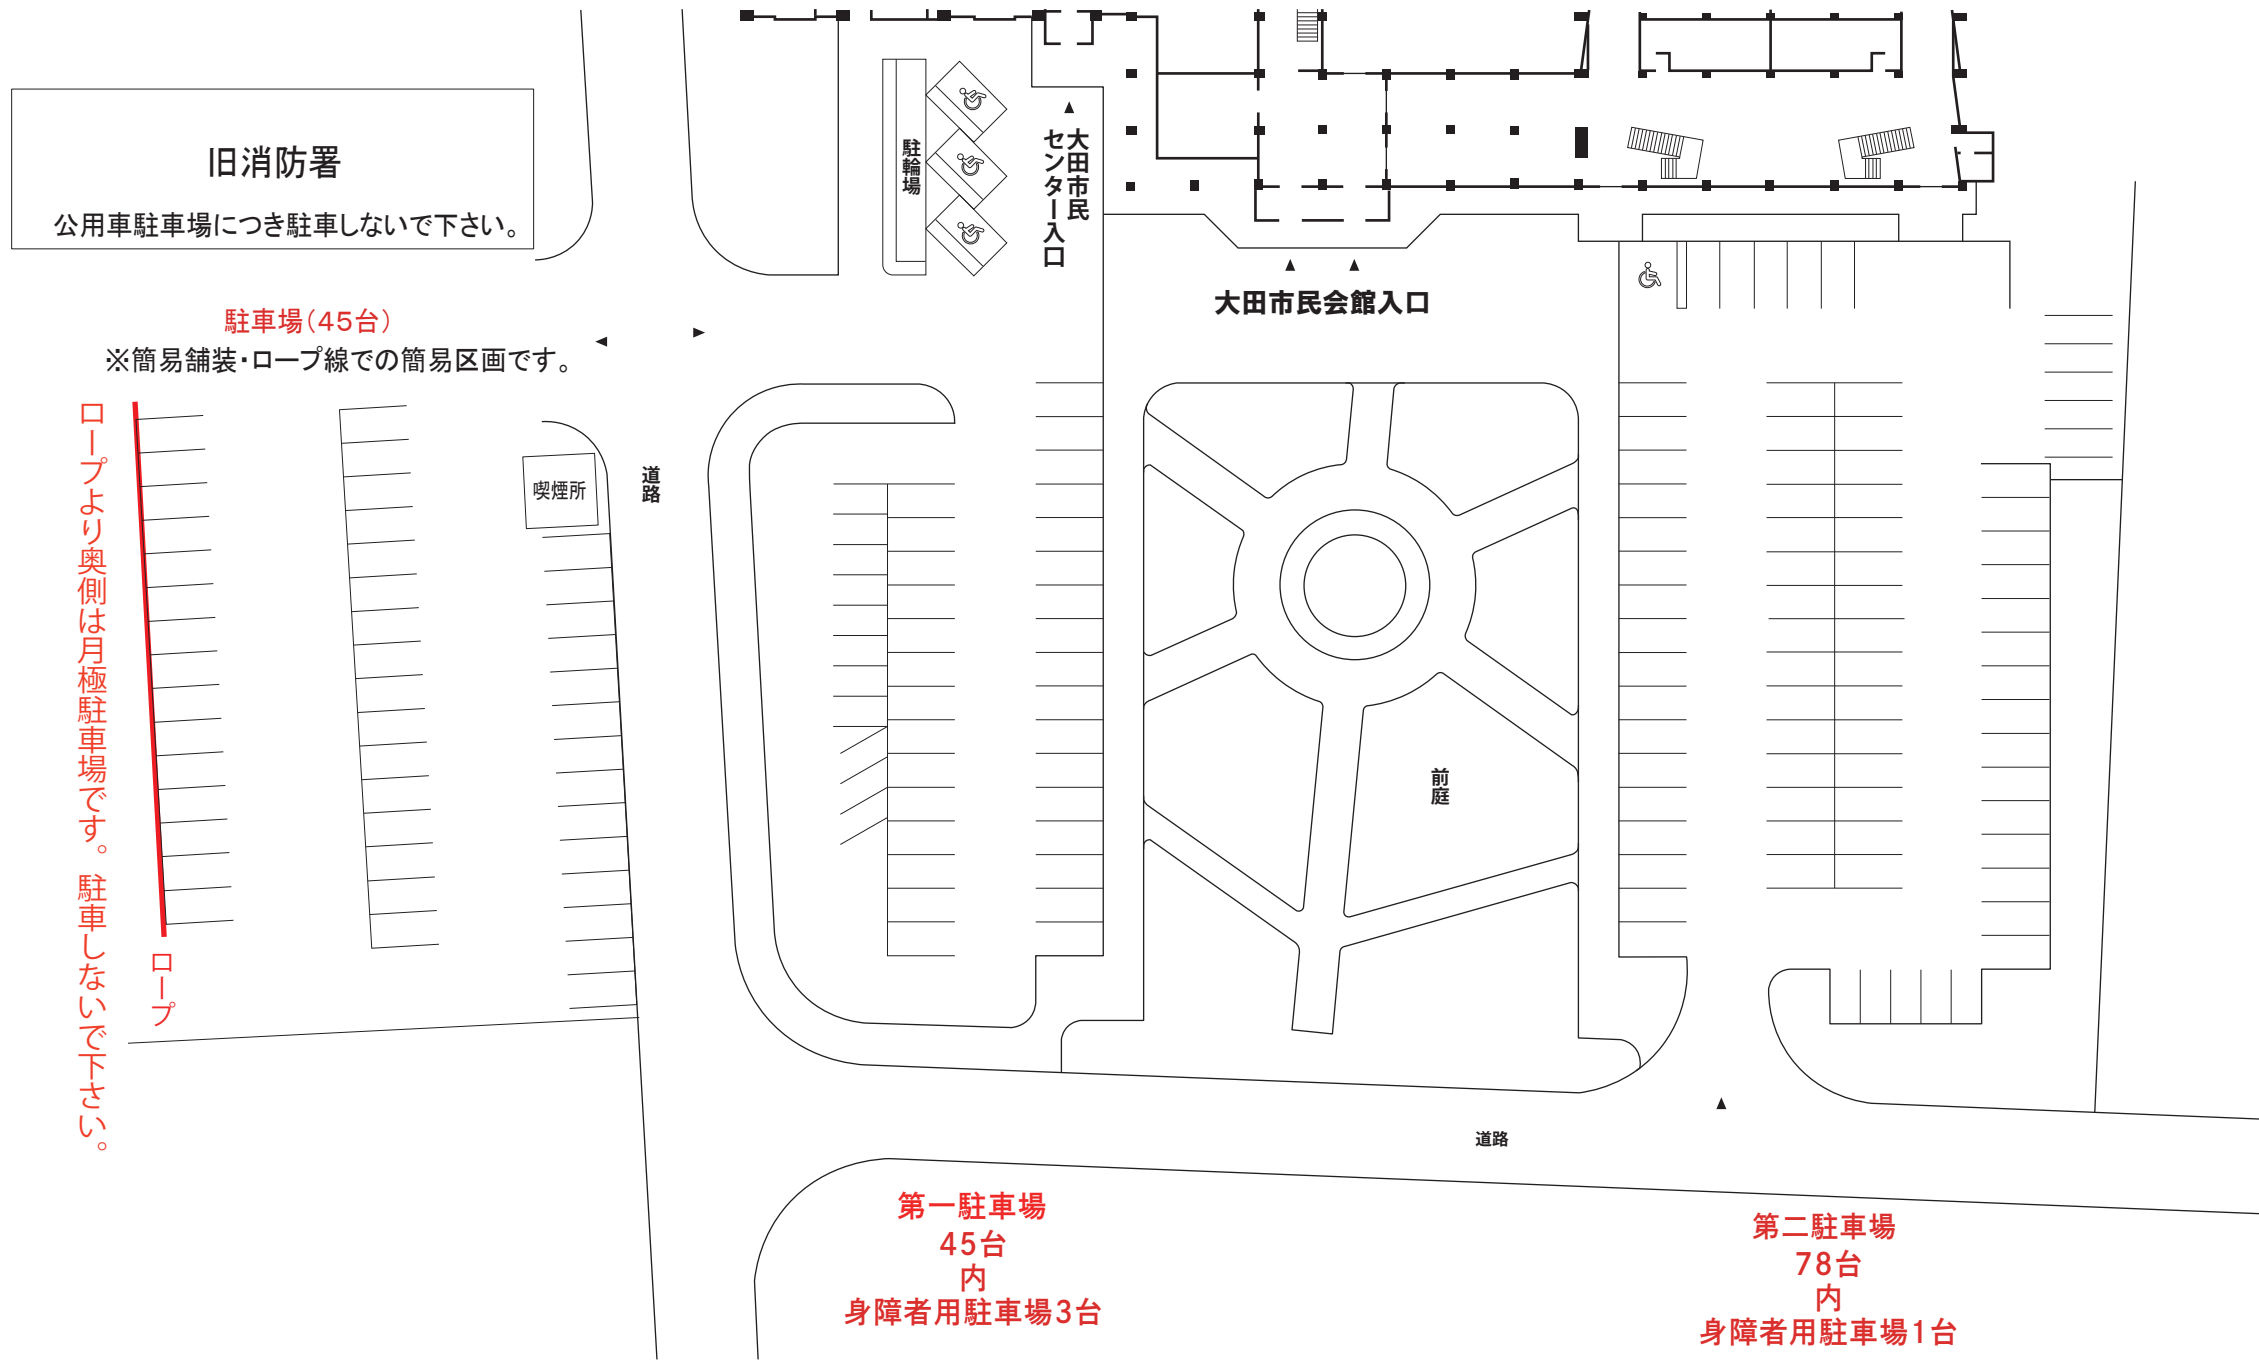 旧消防署
公用車駐車場につき駐車しないで下さい。
駐車場(45台)
※簡易舗装・ロープ線での簡易区画です。
ロープより奥側は月極駐車場です。駐車しないで下さい。
ロープ
喫煙所
道路
駐輪場
大田市民
センター入口
大田市民会館入口
前庭
道路
第一駐車場
45台
内
身障者用駐車場3台
第二駐車場
78台
内
身障者用駐車場1台